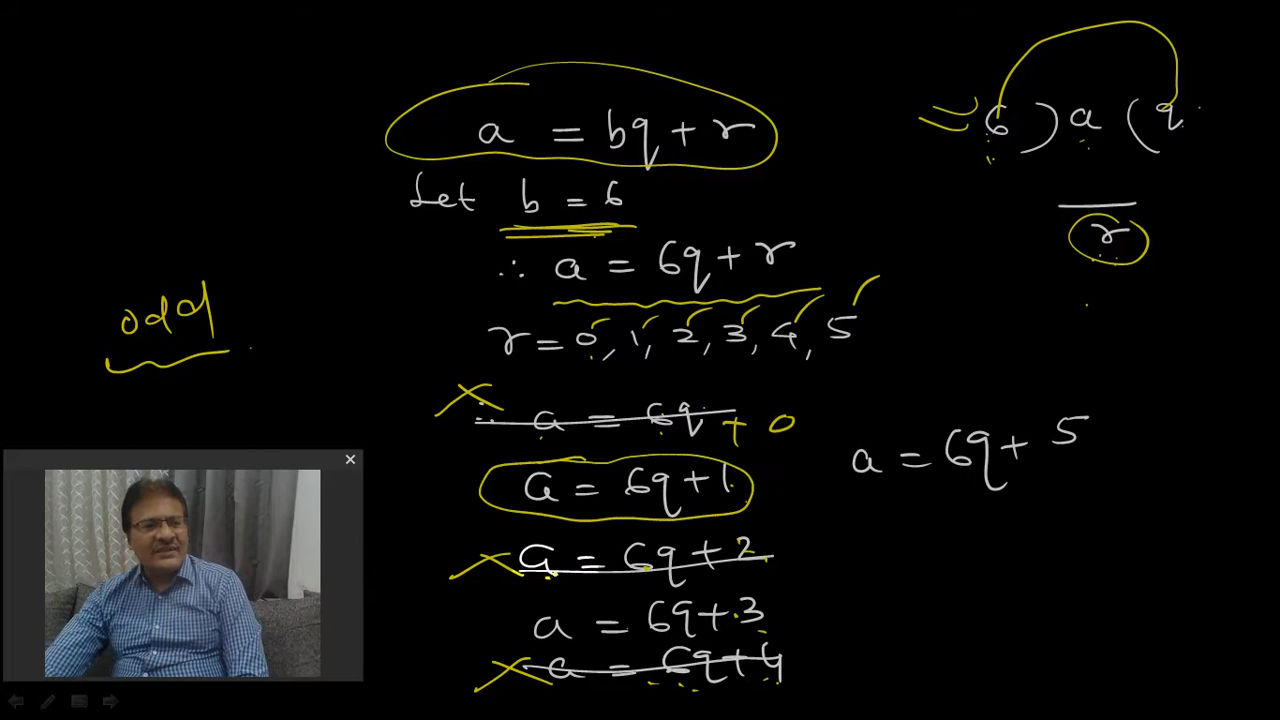 a = bq + r
Let b = 6
∴ a = 6q + r
r = 0, 1, 2, 3, 4, 5
∴ a = 6q + 0
a = 6q + 1
a = 6q + 2
a = 6q + 3
a = 6q + 4
odd
6 ) a ( q
r
a = 6q + 5